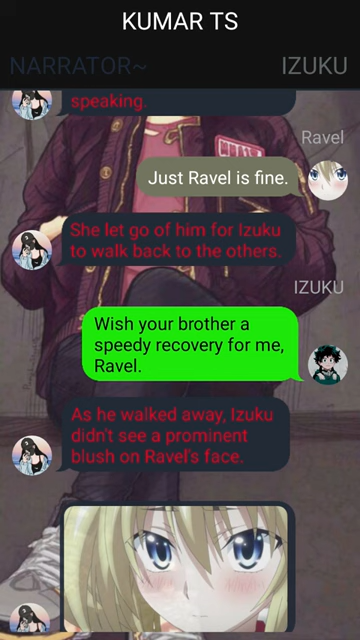 KUMAR TS
NARRATOR~
IZUKU
speaking.
Ravel
Just Ravel is fine.
She let go of him for Izuku
to walk back to the others.
IZUKU
Wish your brother a
speedy recovery for me,
Ravel.
As he walked away, Izuku
didn't see a prominent
blush on Ravel's face.